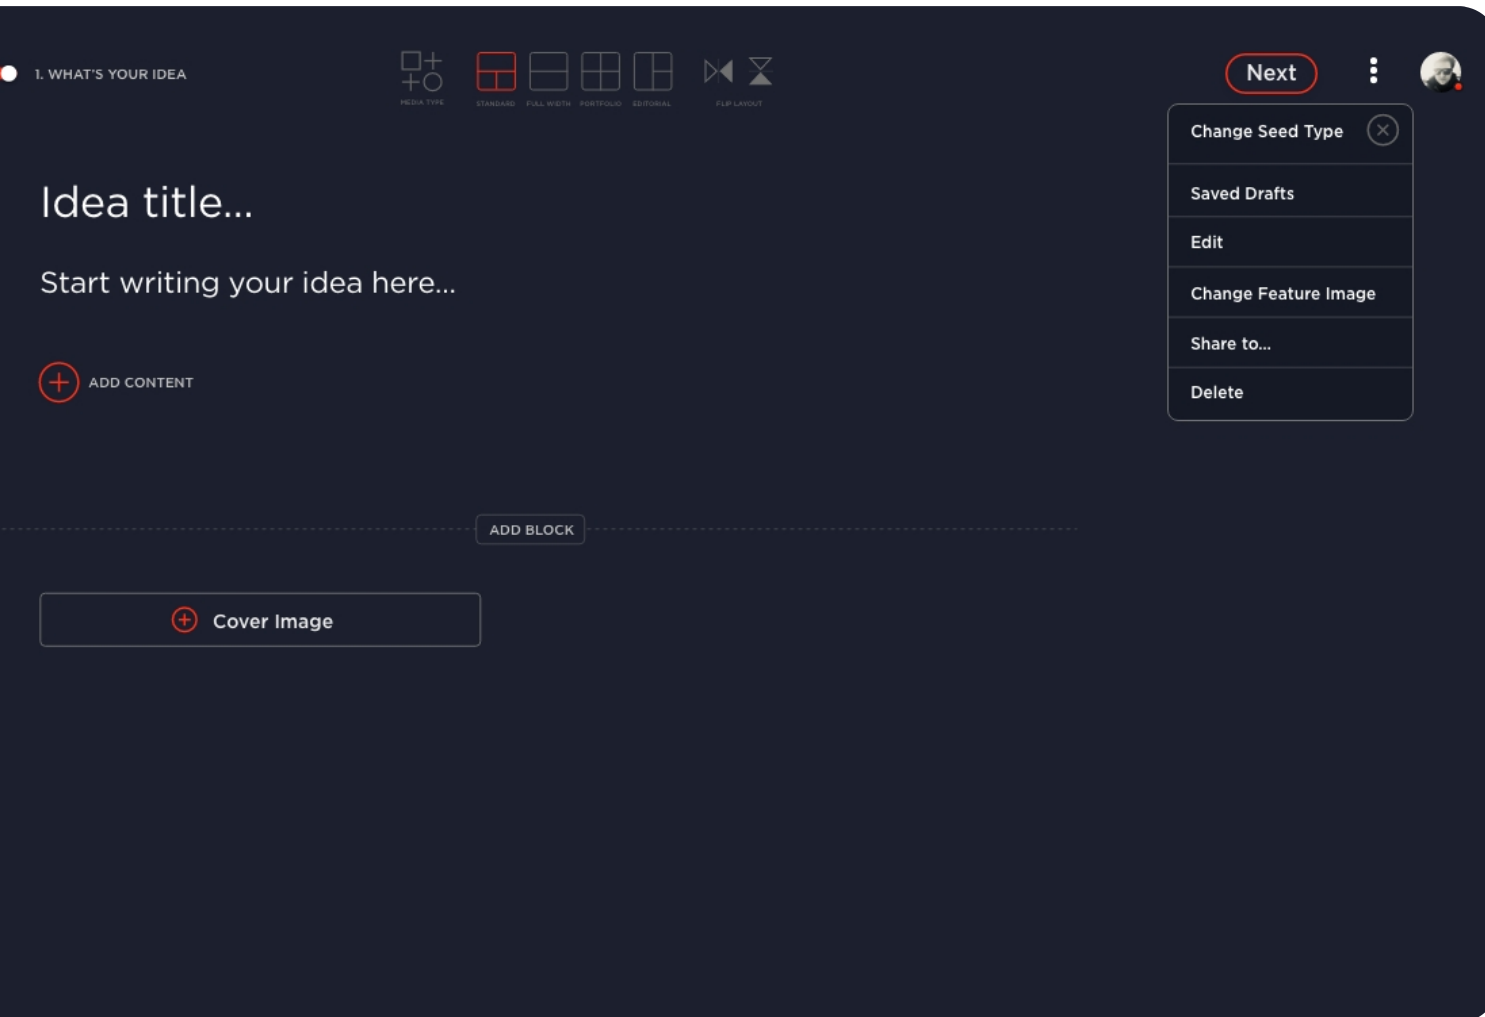 1. WHAT'S YOUR IDEA
MEDIA TYPE
STANDARD
FULL WIDTH
PORTFOLIO
EDITORIAL
FLIP LAYOUT
Next
Change Seed Type
Saved Drafts
Edit
Change Feature Image
Share to...
Delete
Idea title...
Start writing your idea here...
ADD CONTENT
ADD BLOCK
Cover Image